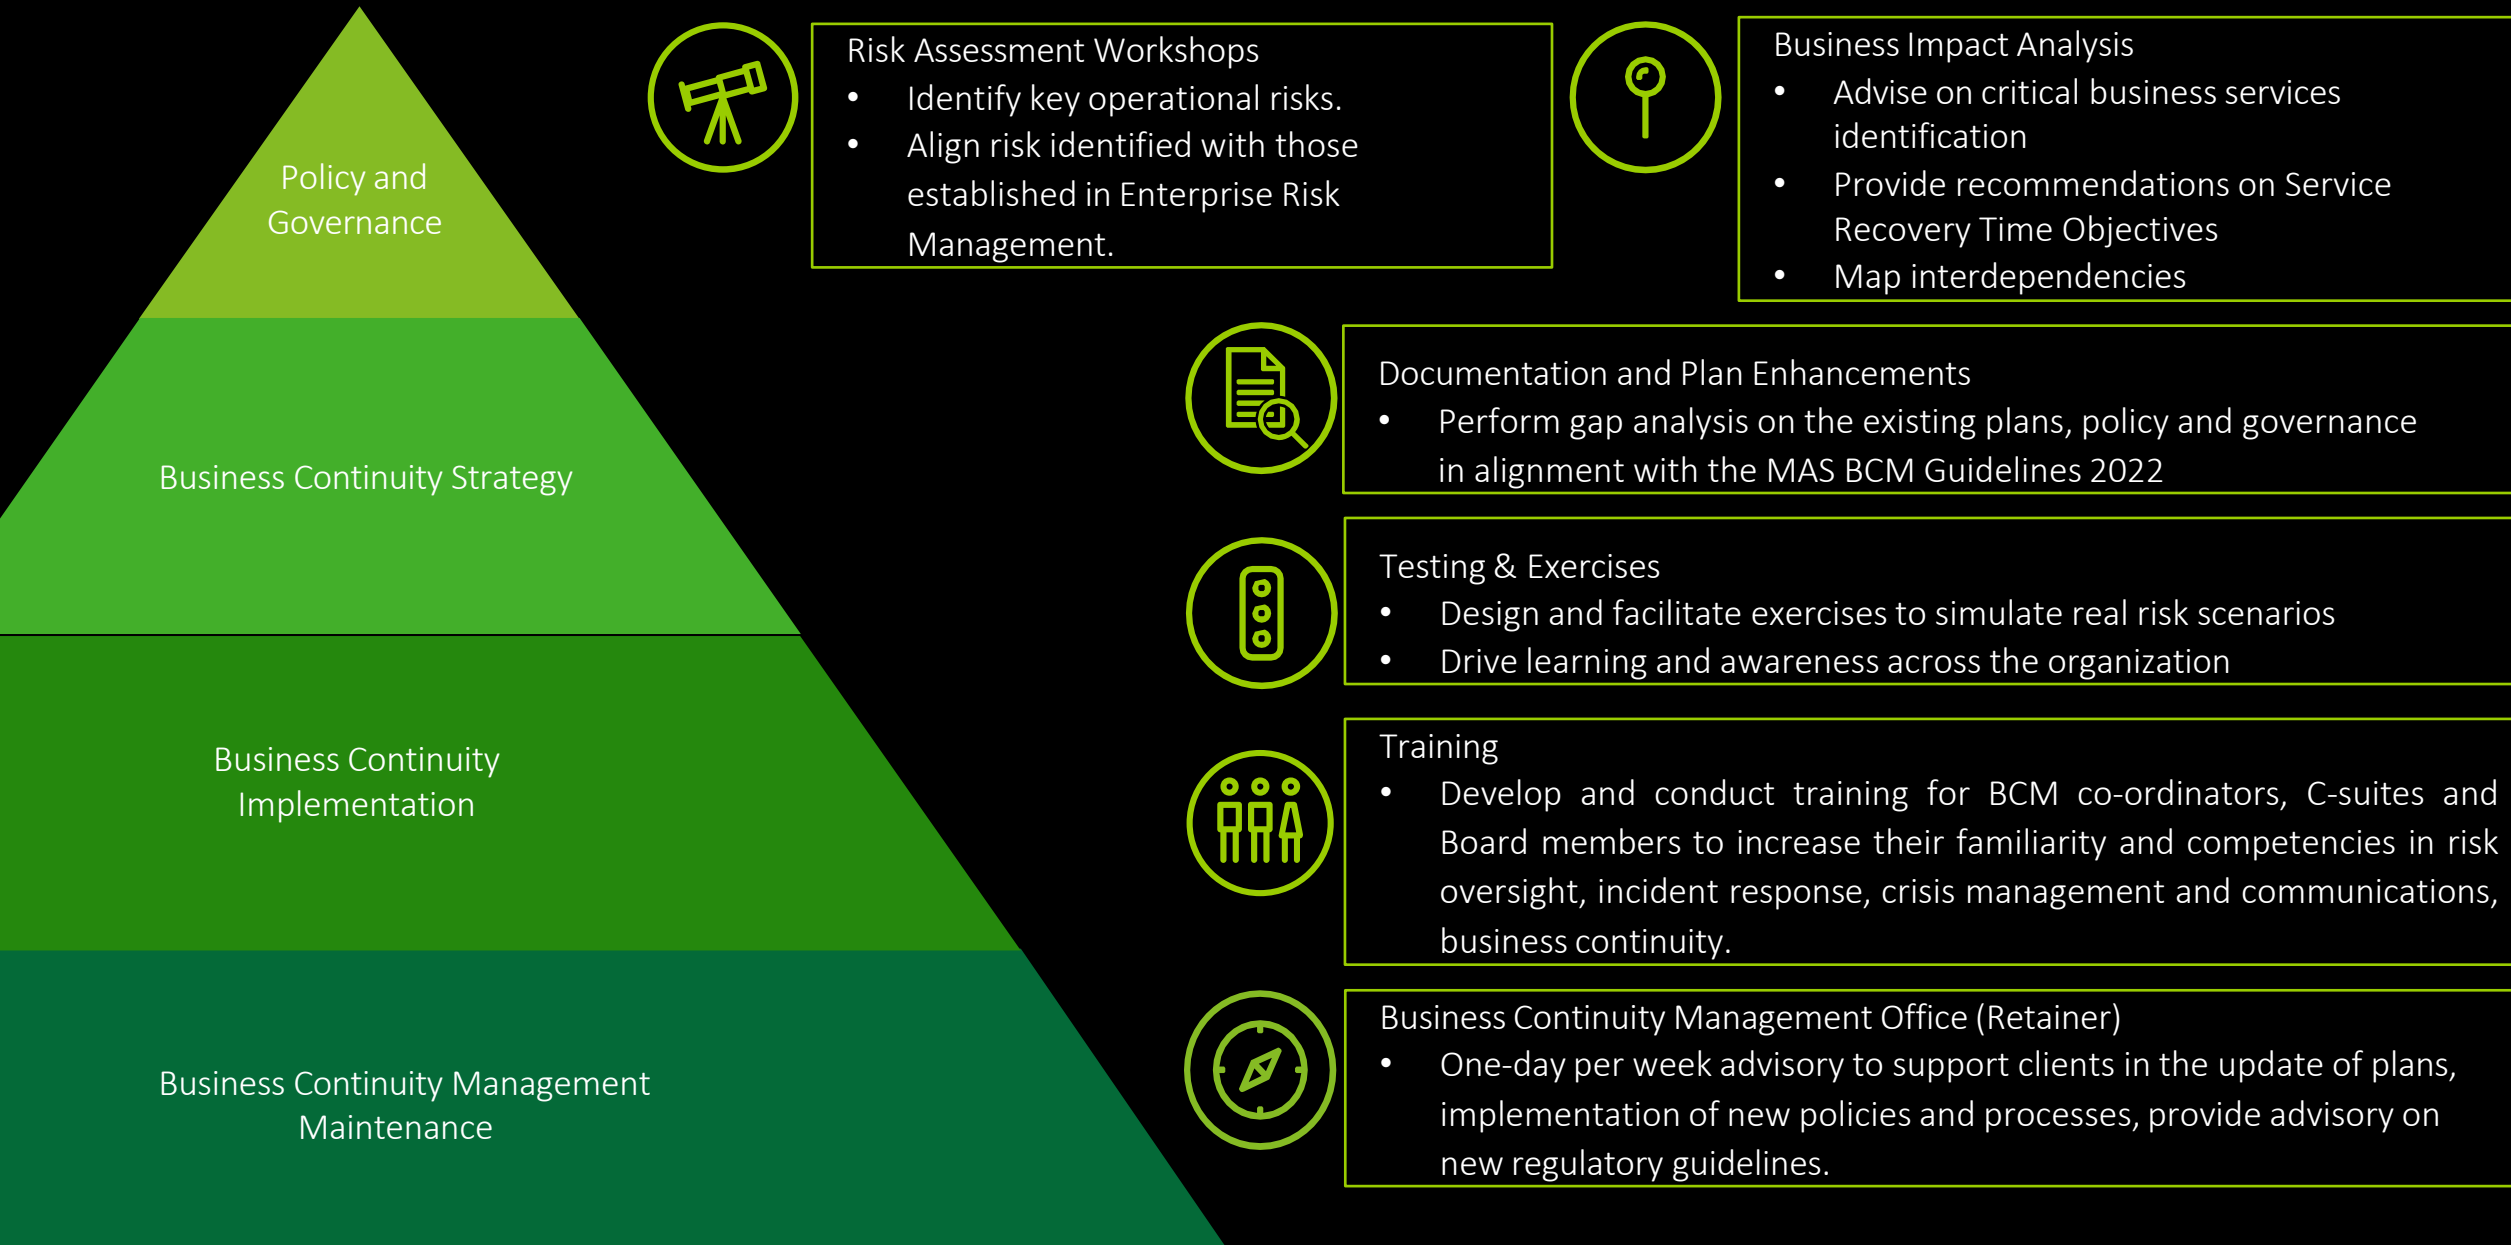 Policy and
Governance
Business Continuity Strategy
Business Continuity
Implementation
Business Continuity Management
Maintenance
Risk Assessment Workshops
• Identify key operational risks.
• Align risk identified with those
established in Enterprise Risk
Management.
Business Impact Analysis
• Advise on critical business services
identification
• Provide recommendations on Service
Recovery Time Objectives
• Map interdependencies
Documentation and Plan Enhancements
• Perform gap analysis on the existing plans, policy and governance
in alignment with the MAS BCM Guidelines 2022
Testing & Exercises
• Design and facilitate exercises to simulate real risk scenarios
• Drive learning and awareness across the organization
Training
• Develop and conduct training for BCM co-ordinators, C-suites and
Board members to increase their familiarity and competencies in risk
oversight, incident response, crisis management and communications,
business continuity.
Business Continuity Management Office (Retainer)
• One-day per week advisory to support clients in the update of plans,
implementation of new policies and processes, provide advisory on
new regulatory guidelines.